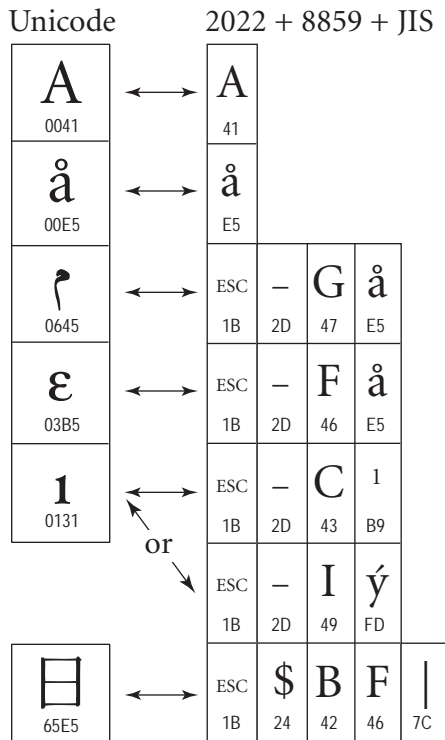 Unicode 2022 + 8859 + JIS
A A
0041 41
å å
00E5 E5
م ESC – G å
0645 1B 2D 47 E5
ε ESC – F å
03B5 1B 2D 46 E5
ı ESC – C ¹
0131 1B 2D 43 B9
or
ESC – I ý
1B 2D 49 FD
日 ESC $ B F |
65E5 1B 24 42 46 7C